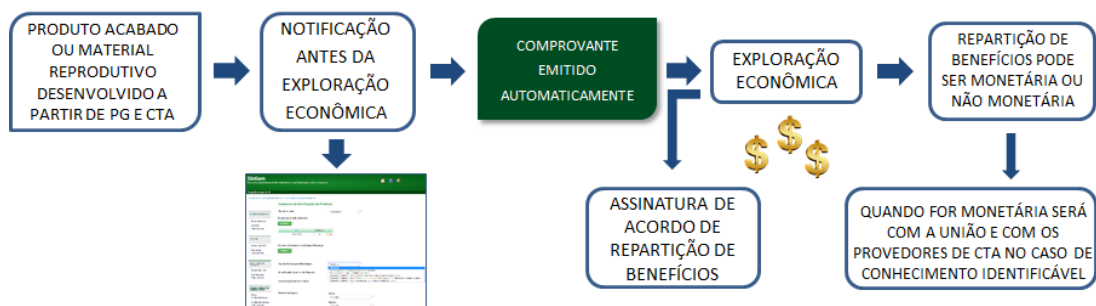 PRODUTO ACABADO
OU MATERIAL
REPRODUTIVO
DESENVOLVIDO A
PARTIR DE PG E CTA
NOTIFICAÇÃO
ANTES DA
EXPLORAÇÃO
ECONÔMICA
COMPROVANTE
EMITIDO
AUTOMATICAMENTE
EXPLORAÇÃO
ECONÔMICA
REPARTIÇÃO DE
BENEFÍCIOS PODE
SER MONETÁRIA OU
NÃO MONETÁRIA
ASSINATURA DE
ACORDO DE
REPARTIÇÃO DE
BENEFÍCIOS
QUANDO FOR MONETÁRIA SERÁ
COM A UNIÃO E COM OS
PROVEDORES DE CTA NO CASO DE
CONHECIMENTO IDENTIFICÁVEL